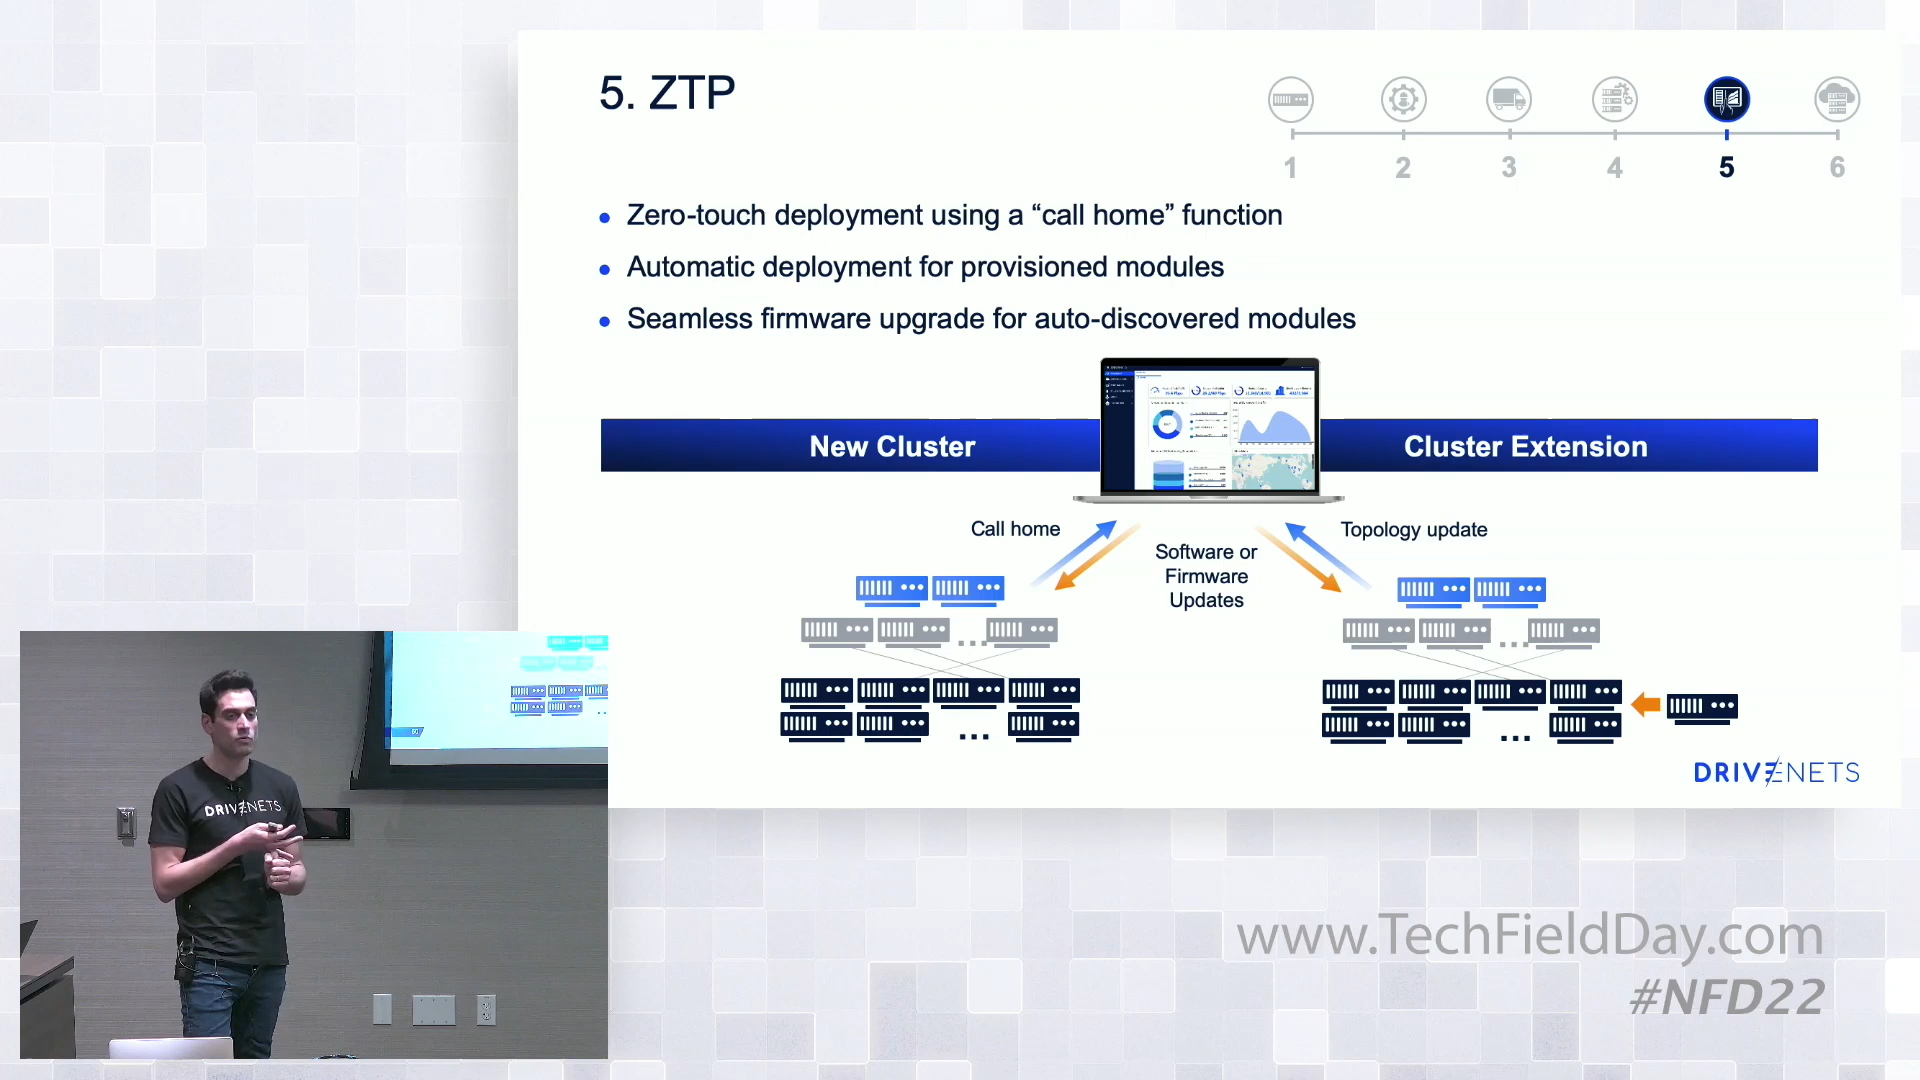 5. ZTP
1 2 3 4 5 6
• Zero-touch deployment using a “call home” function
• Automatic deployment for provisioned modules
• Seamless firmware upgrade for auto-discovered modules
New Cluster
Cluster Extension
Call home
Software or
Firmware
Updates
Topology update
DRIVENETS
DRIVENETS
www.TechFieldDay.com
#NFD22